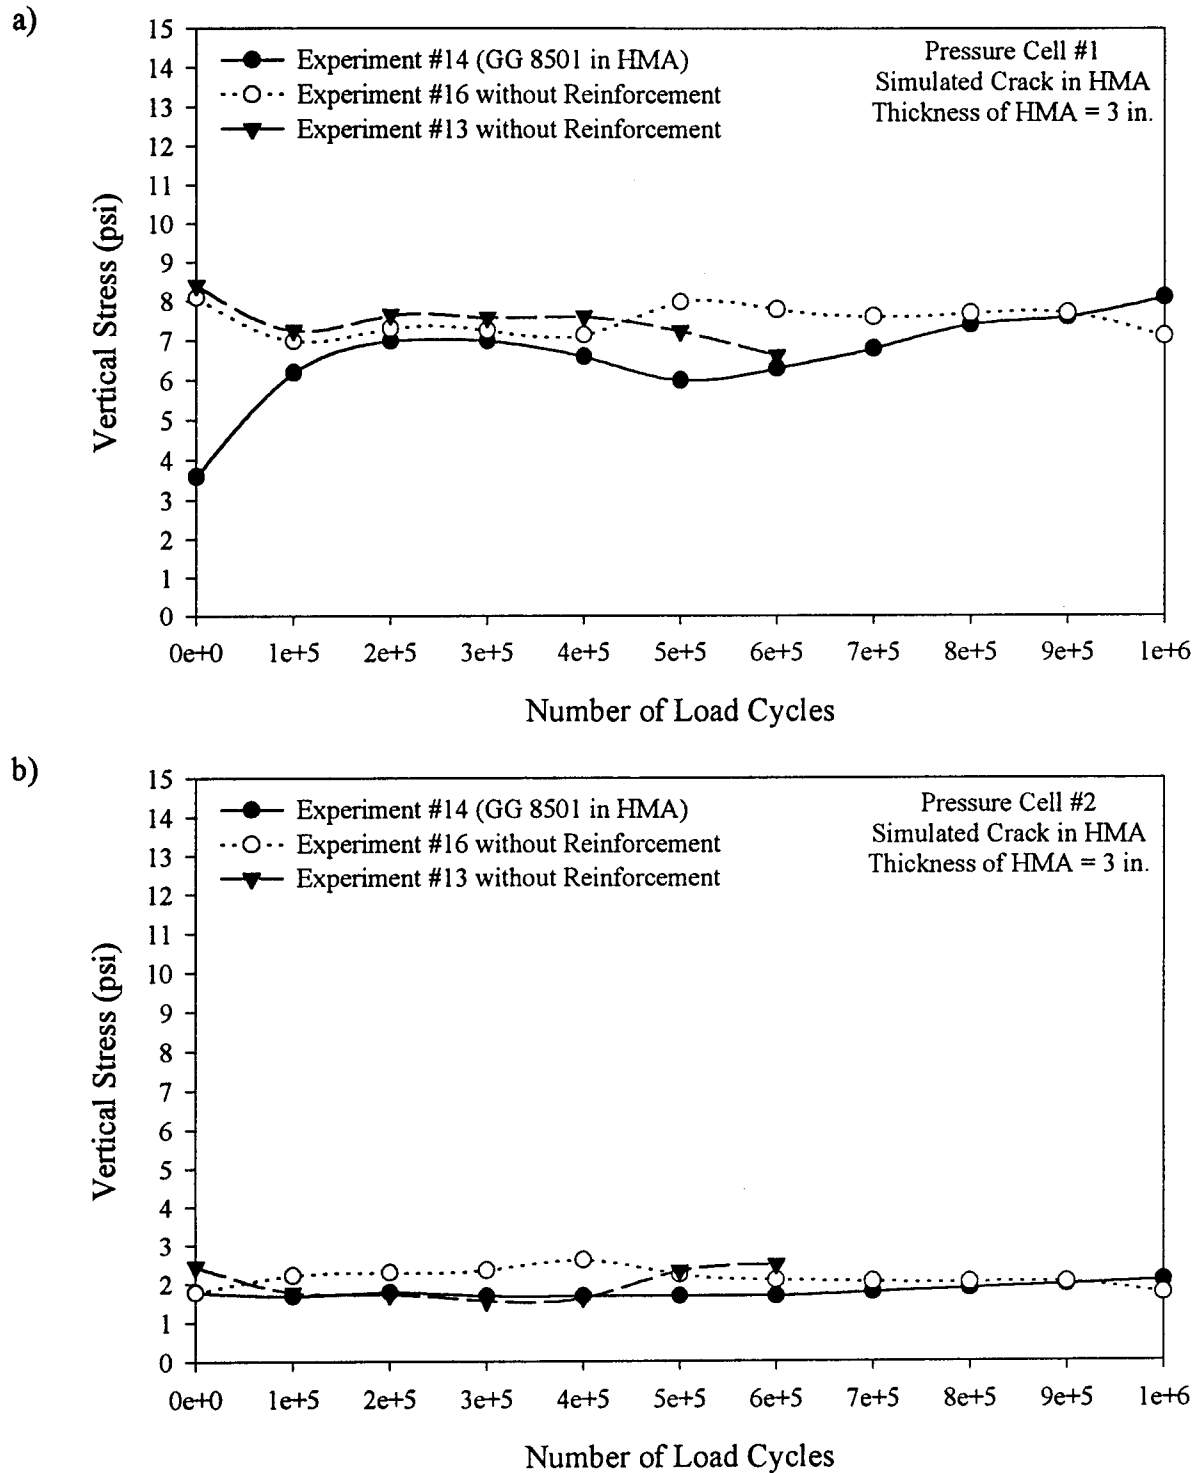 a)
15
14
13
12
11
10
9
8
7
6
5
4
3
2
1
0
Vertical Stress (psi)
Experiment #14 (GG 8501 in HMA)
Experiment #16 without Reinforcement
Experiment #13 without Reinforcement
Pressure Cell #1
Simulated Crack in HMA
Thickness of HMA = 3 in.
0e+0 1e+5 2e+5 3e+5 4e+5 5e+5 6e+5 7e+5 8e+5 9e+5 1e+6
Number of Load Cycles
b)
15
14
13
12
11
10
9
8
7
6
5
4
3
2
1
0
Vertical Stress (psi)
Experiment #14 (GG 8501 in HMA)
Experiment #16 without Reinforcement
Experiment #13 without Reinforcement
Pressure Cell #2
Simulated Crack in HMA
Thickness of HMA = 3 in.
0e+0 1e+5 2e+5 3e+5 4e+5 5e+5 6e+5 7e+5 8e+5 9e+5 1e+6
Number of Load Cycles